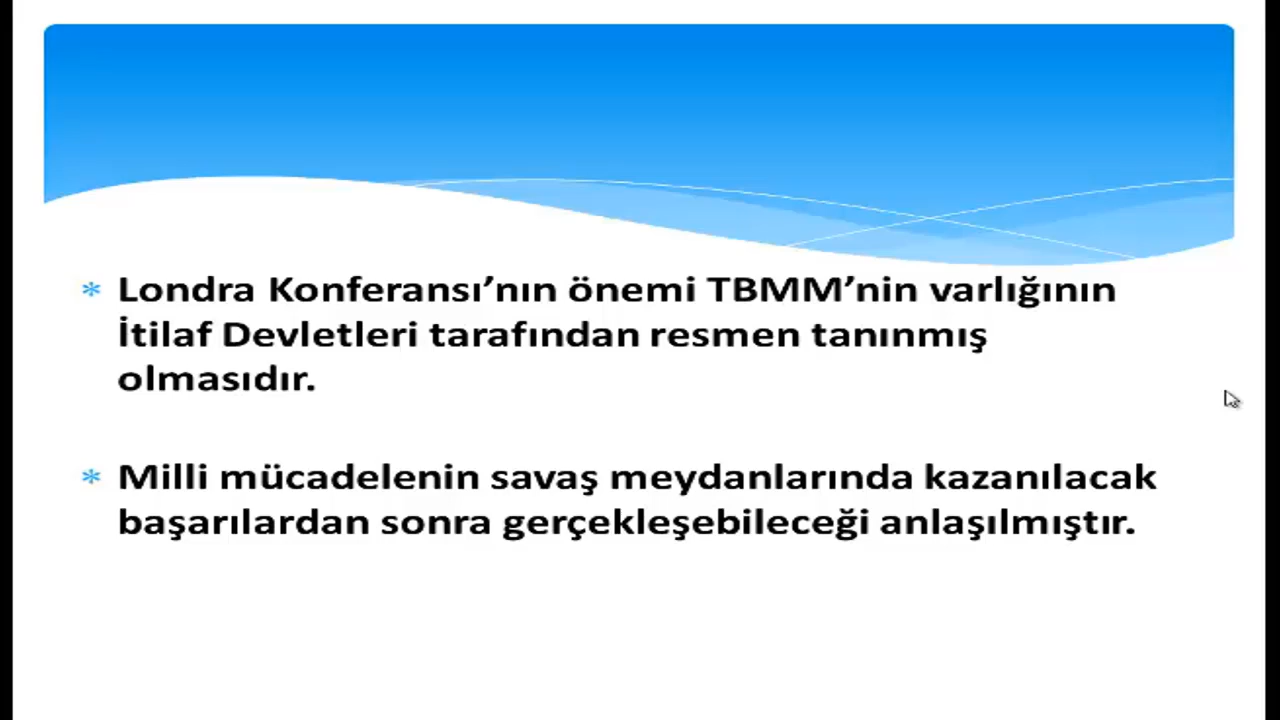 * Londra Konferansı’nın önemi TBMM’nin varlığının
İtilaf Devletleri tarafından resmen tanınmış
olmasıdır.
* Milli mücadelenin savaş meydanlarında kazanılacak
başarılardan sonra gerçekleşebileceği anlaşılmıştır.